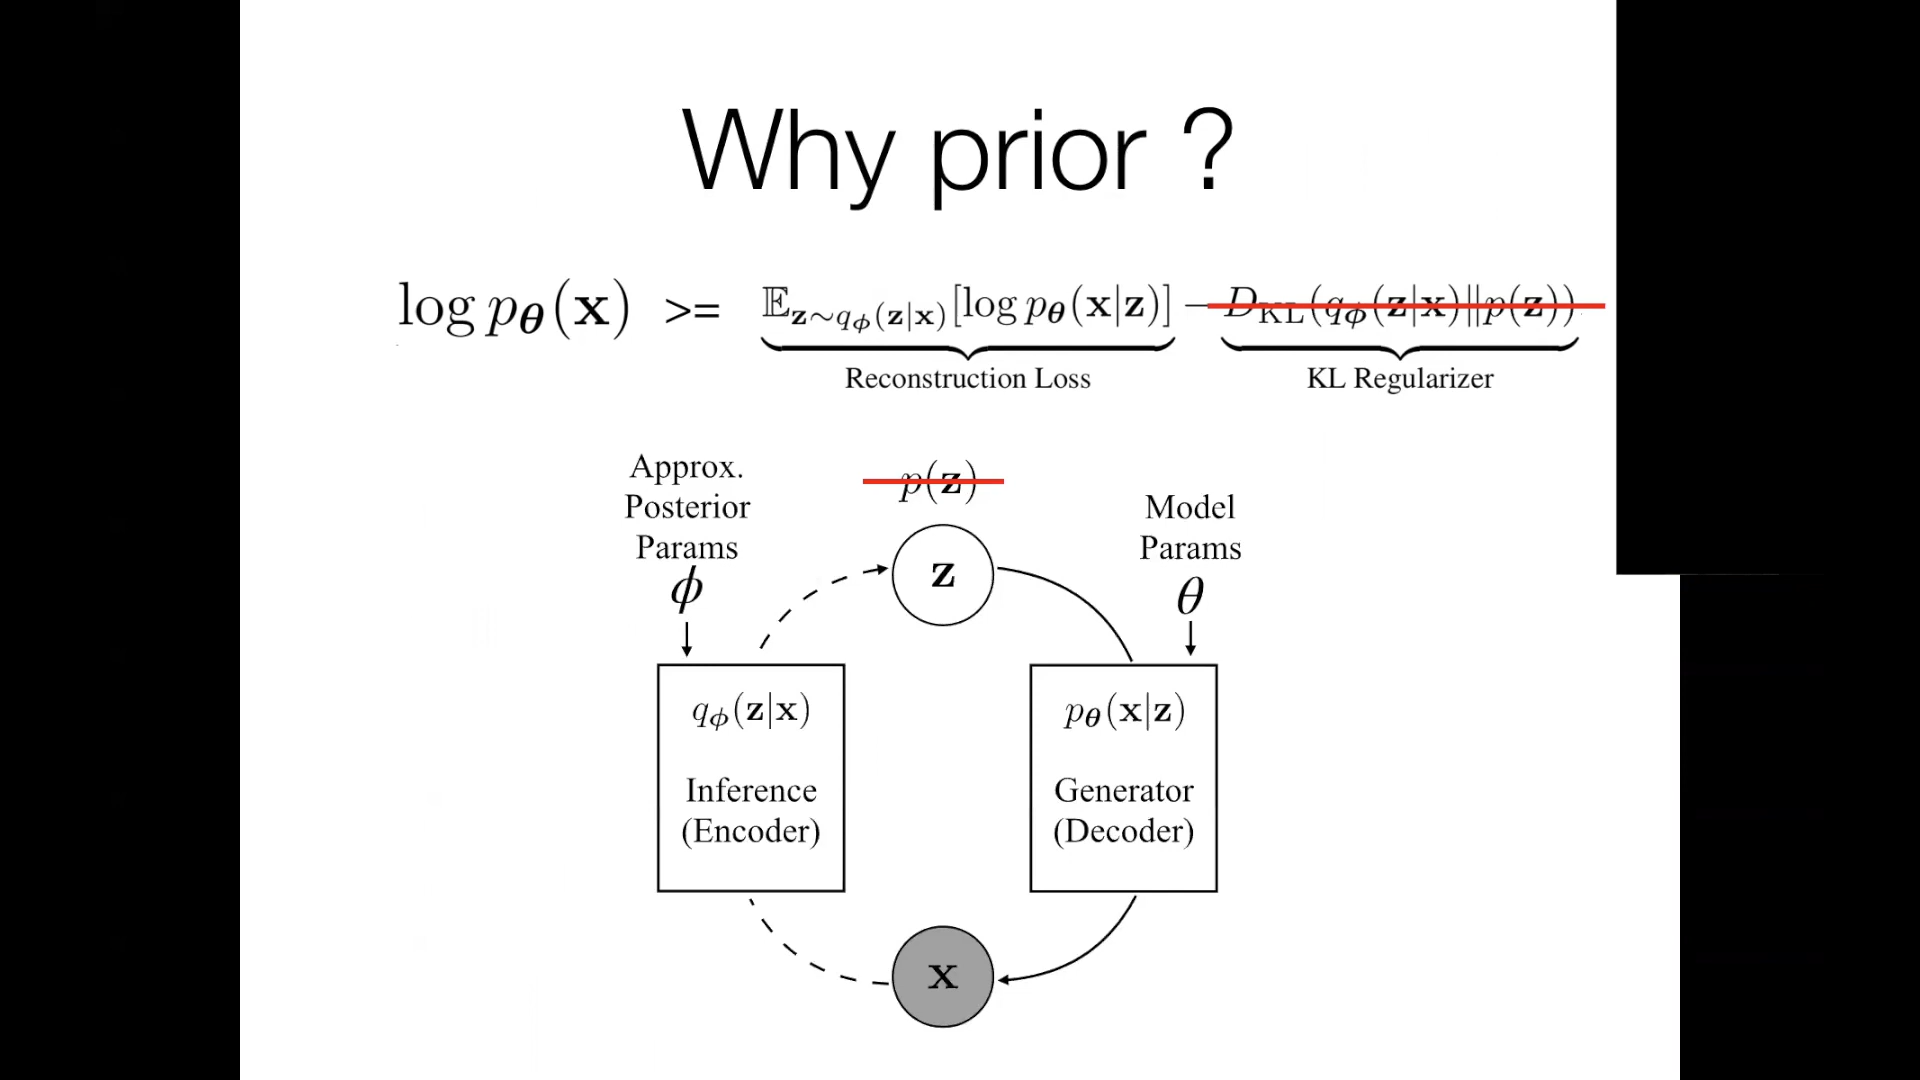 Why prior ?
log p_θ(x) >= 𝔼_{z∼q_ϕ(z|x)}[log p_θ(x|z)] − D_KL(q_ϕ(z|x)∥p(z))
Reconstruction Loss
KL Regularizer
Approx.
Posterior
Params
ϕ
p(z)
z
Model
Params
θ
q_ϕ(z|x)
Inference
(Encoder)
p_θ(x|z)
Generator
(Decoder)
x